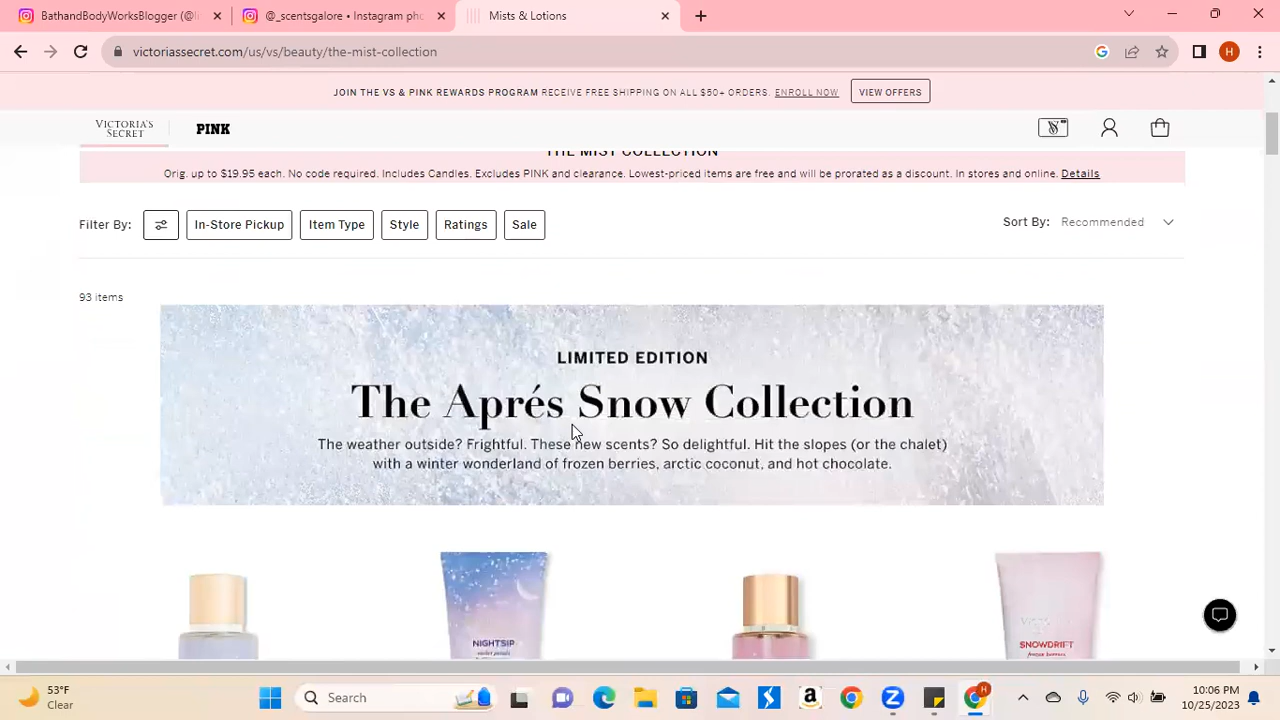 BathandBodyWorksBlogger (@
@_scentsgalore • Instagram ph
Mists & Lotions
victoriassecret.com/us/vs/beauty/the-mist-collection
H
JOIN THE VS & PINK REWARDS PROGRAM RECEIVE FREE SHIPPING ON ALL $50+ ORDERS. ENROLL NOW
VIEW OFFERS
VICTORIA'S
SECRET
PINK
THE MIST COLLECTION
Orig. up to $19.95 each. No code required. Includes Candles. Excludes PINK and clearance. Lowest-priced items are free and will be prorated as a discount. In stores and online. Details
Filter By:
In-Store Pickup
Item Type
Style
Ratings
Sale
Sort By: Recommended
93 items
LIMITED EDITION
The Aprés Snow Collection
The weather outside? Frightful. These new scents? So delightful. Hit the slopes (or the chalet)
with a winter wonderland of frozen berries, arctic coconut, and hot chocolate.
NIGHTSIP
velvet petals
SNOWDRIFT
frozen berries
53°F
Clear
Search
10:06 PM
10/25/2023